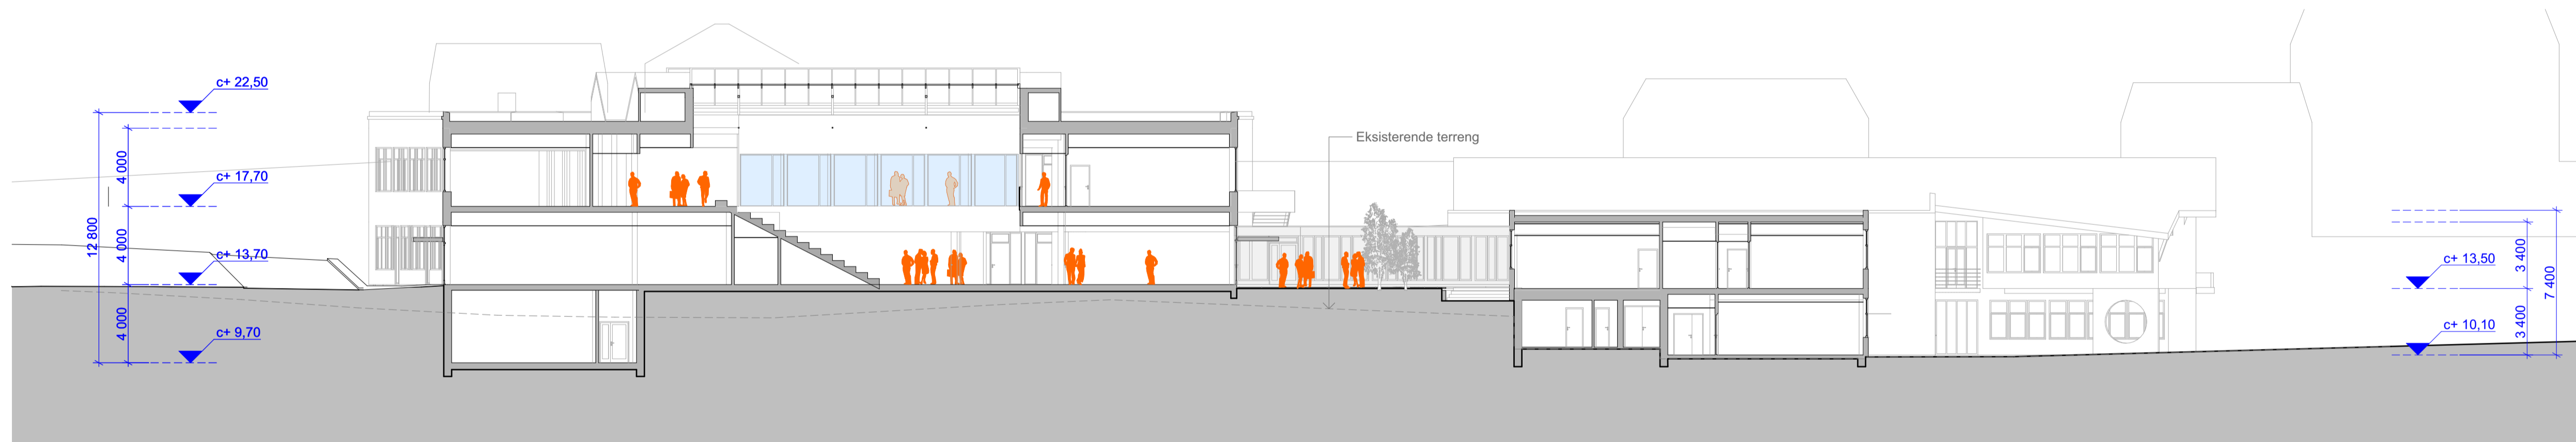 c+ 22,50
4 000
c+ 17,70
12 800
4 000
c+ 13,70
4 000
c+ 9,70
Eksisterende terreng
c+ 13,50
3 400
7 400
c+ 10,10
3 400